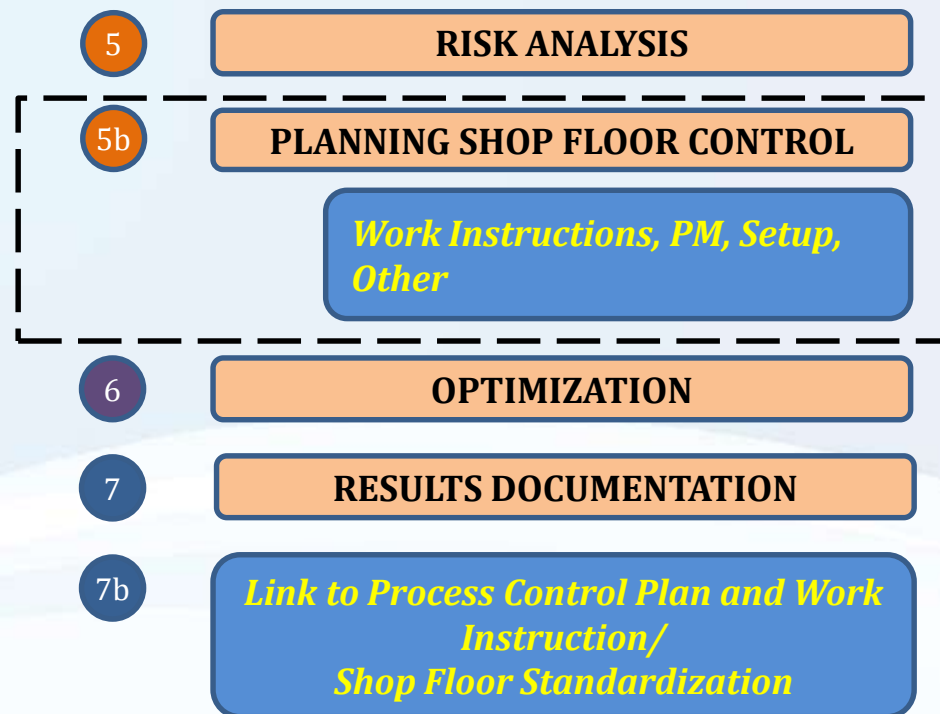 5
RISK ANALYSIS
5b
PLANNING SHOP FLOOR CONTROL
Work Instructions, PM, Setup,
Other
6
OPTIMIZATION
7
RESULTS DOCUMENTATION
7b
Link to Process Control Plan and Work
Instruction/
Shop Floor Standardization